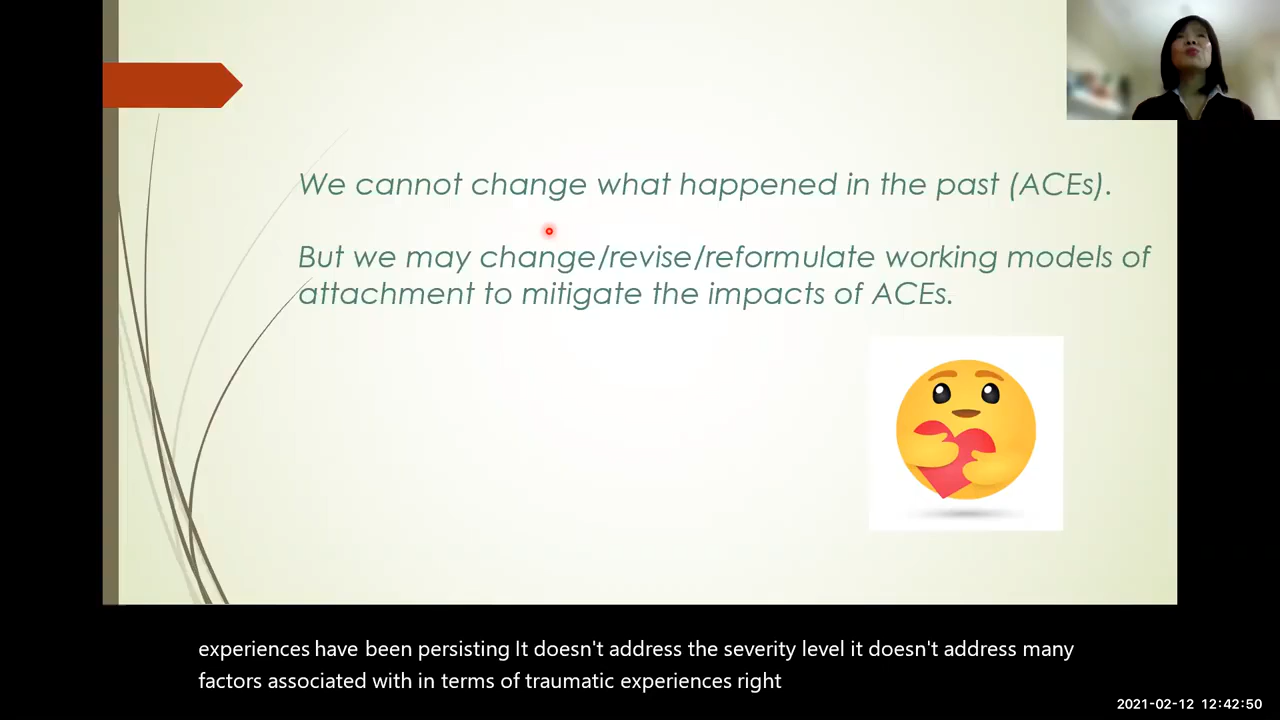 We cannot change what happened in the past (ACEs).
But we may change/revise/reformulate working models of
attachment to mitigate the impacts of ACEs.
experiences have been persisting It doesn't address the severity level it doesn't address many
factors associated with in terms of traumatic experiences right
2021-02-12 12:42:50